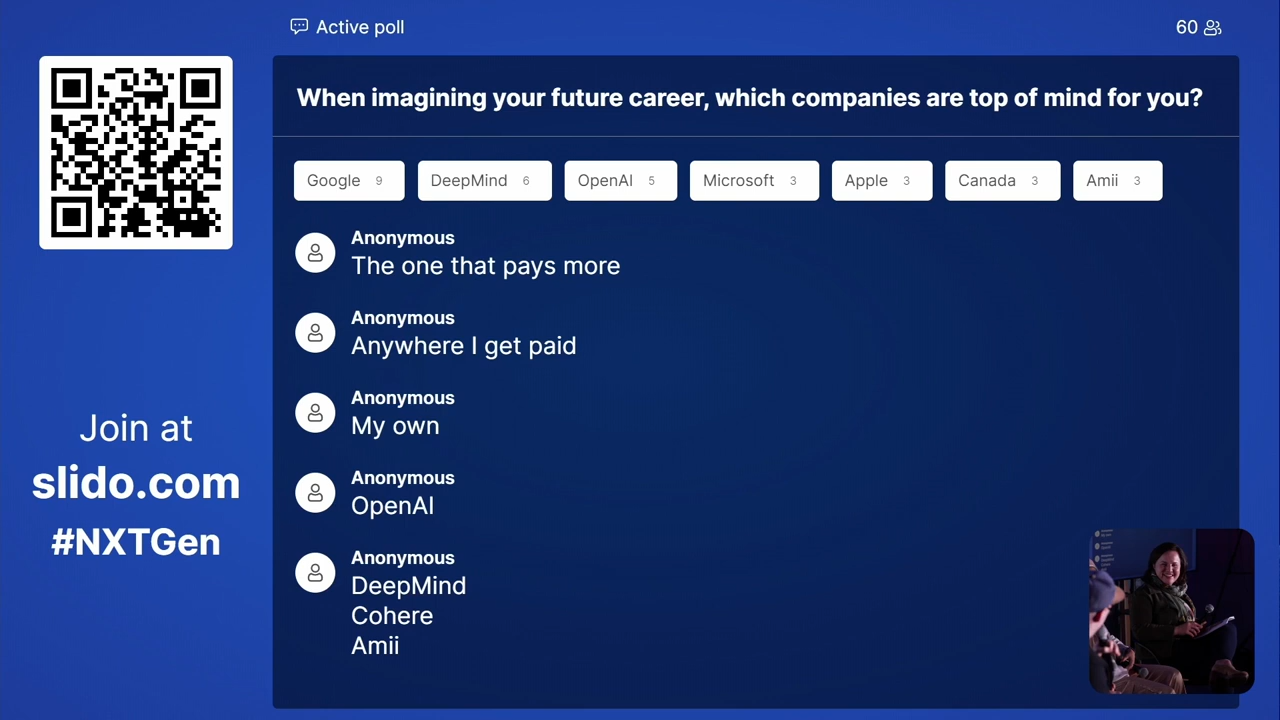 Active poll
60
When imagining your future career, which companies are top of mind for you?
Google 9
DeepMind 6
OpenAI 5
Microsoft 3
Apple 3
Canada 3
Amii 3
Anonymous
The one that pays more
Anonymous
Anywhere I get paid
Anonymous
My own
Anonymous
OpenAI
Anonymous
DeepMind
Cohere
Amii
Join at
slido.com
#NXTGen